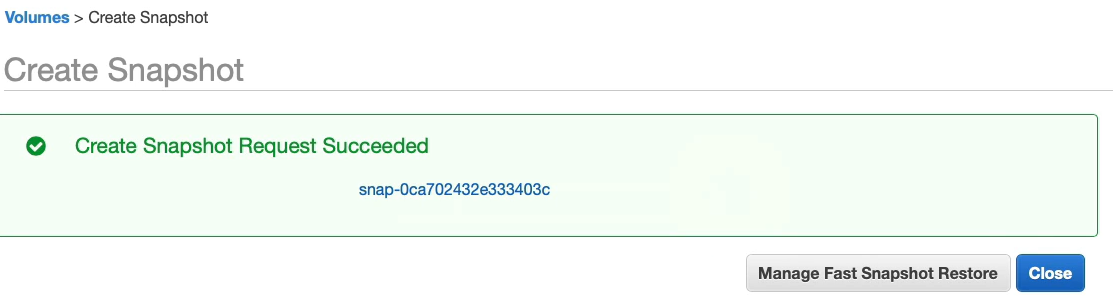 Volumes > Create Snapshot
Create Snapshot
Create Snapshot Request Succeeded
snap-0ca702432e333403c
Manage Fast Snapshot Restore Close